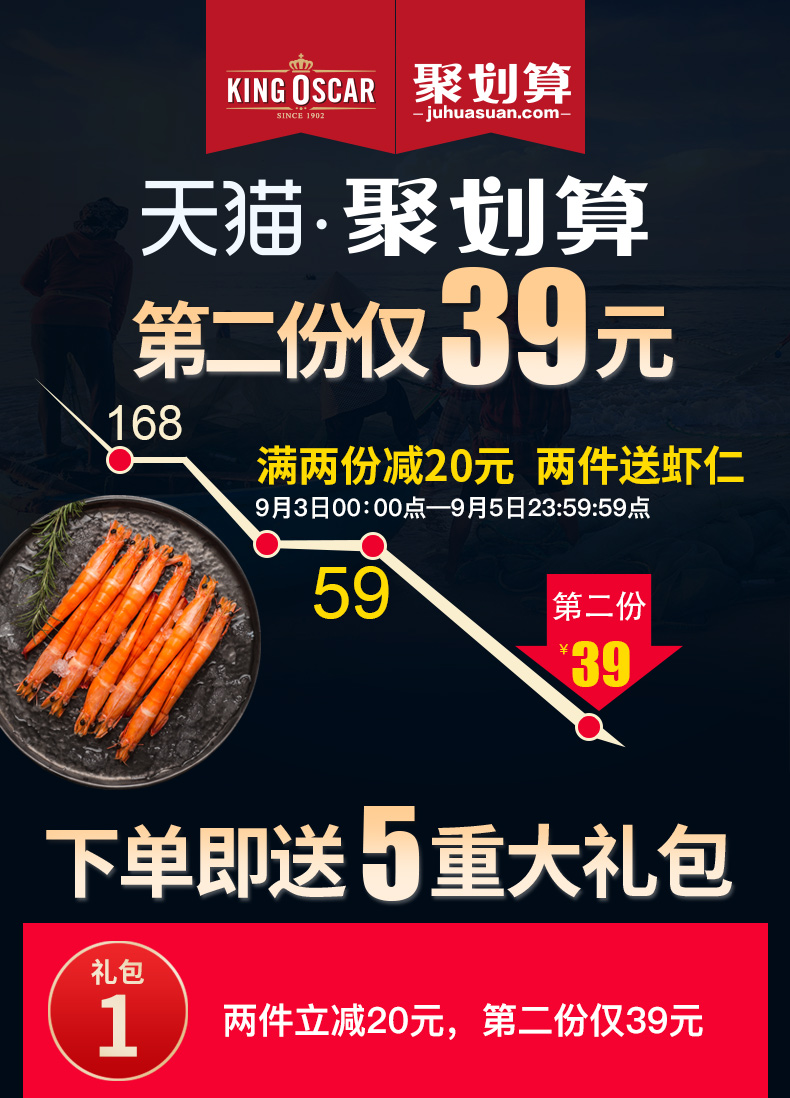 KING OSCAR
SINCE 1902
聚划算
juhuasuan.com
天猫·聚划算
第二份仅39元
168
满两份减20元 两件送虾仁
9月3日00:00点—9月5日23:59:59点
59
第二份
¥39
下单即送5重大礼包
礼包
1
两件立减20元，第二份仅39元